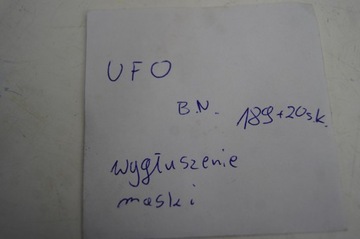 UFO
B.N. 189+20sk.
wygłuszenie
maski